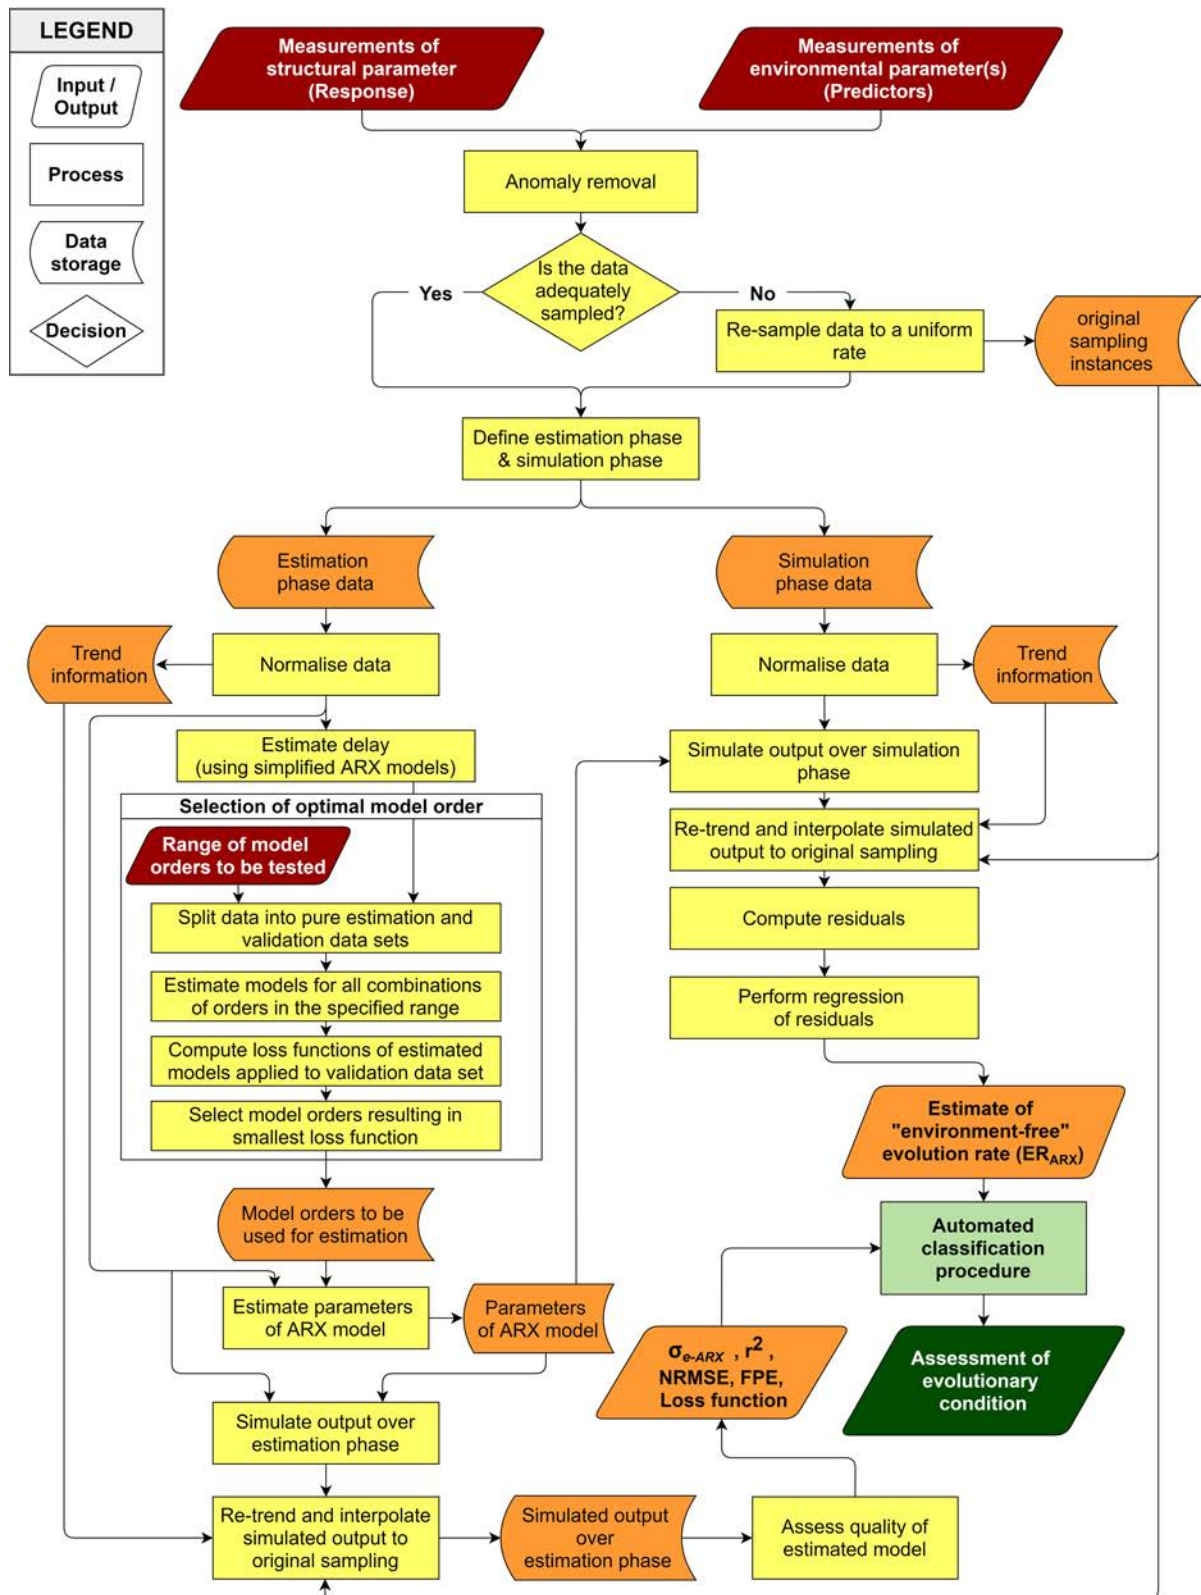 LEGEND
Input /
Output
Process
Data
storage
Decision
Measurements of
structural parameter
(Response)
Measurements of
environmental parameter(s)
(Predictors)
Anomaly removal
Is the data
adequately
sampled?
Yes
No
Re-sample data to a uniform
rate
original
sampling
instances
Define estimation phase
& simulation phase
Estimation
phase data
Simulation
phase data
Trend
information
Normalise data
Normalise data
Trend
information
Estimate delay
(using simplified ARX models)
Simulate output over simulation
phase
Selection of optimal model order
Range of model
orders to be tested
Re-trend and interpolate simulated
output to original sampling
Split data into pure estimation and
validation data sets
Compute residuals
Estimate models for all combinations
of orders in the specified range
Perform regression
of residuals
Compute loss functions of estimated
models applied to validation data set
Select model orders resulting in
smallest loss function
Estimate of
"environment-free"
evolution rate (ER_ARX)
Model orders to be
used for estimation
Automated
classification
procedure
Estimate parameters
of ARX model
Parameters
of ARX model
σ_e-ARX , r²,
NRMSE, FPE,
Loss function
Assessment of
evolutionary
condition
Simulate output over
estimation phase
Re-trend and interpolate
simulated output to
original sampling
Simulated output
over
estimation phase
Assess quality of
estimated model